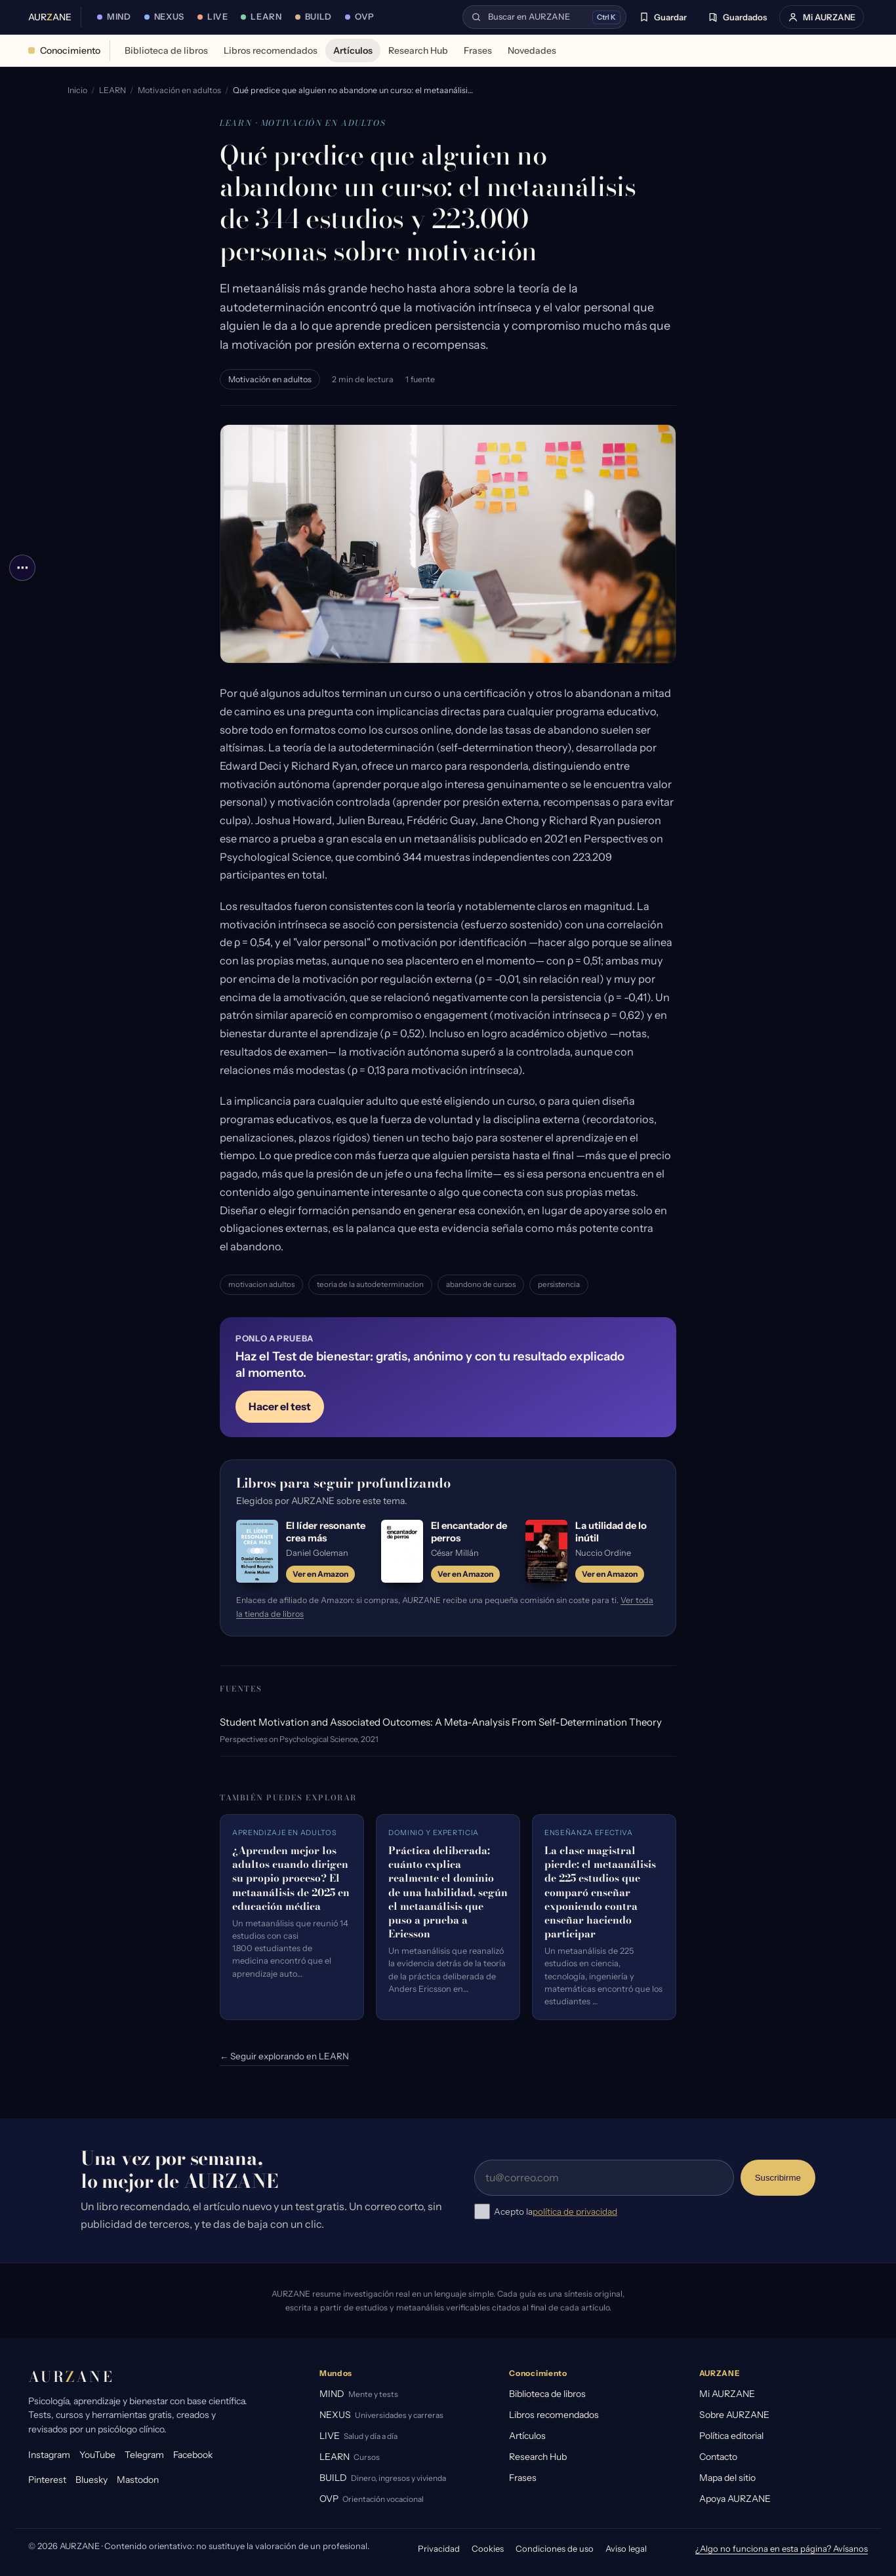 AURZANE
MIND
NEXUS
LIVE
LEARN
BUILD
OVP
Buscar en AURZANE
Ctrl K
Guardar
Guardados
Mi AURZANE
Conocimiento
Biblioteca de libros
Libros recomendados
Artículos
Research Hub
Frases
Novedades
Inicio / LEARN / Motivación en adultos / Qué predice que alguien no abandone un curso: el metaanálisi...
LEARN · MOTIVACIÓN EN ADULTOS
Qué predice que alguien no
abandone un curso: el metaanálisis
de 344 estudios y 223.000
personas sobre motivación
El metaanálisis más grande hecho hasta ahora sobre la teoría de la
autodeterminación encontró que la motivación intrínseca y el valor personal que
alguien le da a lo que aprende predicen persistencia y compromiso mucho más que
la motivación por presión externa o recompensas.
Motivación en adultos
2 min de lectura
1 fuente
Por qué algunos adultos terminan un curso o una certificación y otros lo abandonan a mitad
de camino es una pregunta con implicancias directas para cualquier programa educativo,
sobre todo en formatos como los cursos online, donde las tasas de abandono suelen ser
altísimas. La teoría de la autodeterminación (self-determination theory), desarrollada por
Edward Deci y Richard Ryan, ofrece un marco para responderla, distinguiendo entre
motivación autónoma (aprender porque algo interesa genuinamente o se le encuentra valor
personal) y motivación controlada (aprender por presión externa, recompensas o para evitar
culpa). Joshua Howard, Julien Bureau, Frédéric Guay, Jane Chong y Richard Ryan pusieron
ese marco a prueba a gran escala en un metaanálisis publicado en 2021 en Perspectives on
Psychological Science, que combinó 344 muestras independientes con 223.209
participantes en total.
Los resultados fueron consistentes con la teoría y notablemente claros en magnitud. La
motivación intrínseca se asoció con persistencia (esfuerzo sostenido) con una correlación
de ρ = 0,54, y el "valor personal" o motivación por identificación —hacer algo porque se alinea
con las propias metas, aunque no sea placentero en el momento— con ρ = 0,51; ambas muy
por encima de la motivación por regulación externa (ρ = -0,01, sin relación real) y muy por
encima de la amotivación, que se relacionó negativamente con la persistencia (ρ = -0,41). Un
patrón similar apareció en compromiso o engagement (motivación intrínseca ρ = 0,62) y en
bienestar durante el aprendizaje (ρ = 0,52). Incluso en logro académico objetivo —notas,
resultados de examen— la motivación autónoma superó a la controlada, aunque con
relaciones más modestas (ρ = 0,13 para motivación intrínseca).
La implicancia para cualquier adulto que esté eligiendo un curso, o para quien diseña
programas educativos, es que la fuerza de voluntad y la disciplina externa (recordatorios,
penalizaciones, plazos rígidos) tienen un techo bajo para sostener el aprendizaje en el
tiempo. Lo que predice con más fuerza que alguien persista hasta el final —más que el precio
pagado, más que la presión de un jefe o una fecha límite— es si esa persona encuentra en el
contenido algo genuinamente interesante o algo que conecta con sus propias metas.
Diseñar o elegir formación pensando en generar esa conexión, en lugar de apoyarse solo en
obligaciones externas, es la palanca que esta evidencia señala como más potente contra
el abandono.
motivacion adultos
teoria de la autodeterminacion
abandono de cursos
persistencia
PONLO A PRUEBA
Haz el Test de bienestar: gratis, anónimo y con tu resultado explicado
al momento.
Hacer el test
Libros para seguir profundizando
Elegidos por AURZANE sobre este tema.
EL LÍDER
RESONANTE
CREA MÁS
Daniel Goleman
Richard Boyatzis
Annie McKee
El líder resonante
crea más
Daniel Goleman
Ver en Amazon
El
encantador
de perros
El encantador de
perros
César Millán
Ver en Amazon
La utilidad de lo
inútil
Nuccio Ordine
Ver en Amazon
Enlaces de afiliado de Amazon: si compras, AURZANE recibe una pequeña comisión sin coste para ti. Ver toda
la tienda de libros
FUENTES
Student Motivation and Associated Outcomes: A Meta-Analysis From Self-Determination Theory
Perspectives on Psychological Science, 2021
TAMBIÉN PUEDES EXPLORAR
APRENDIZAJE EN ADULTOS
¿Aprenden mejor los
adultos cuando dirigen
su propio proceso? El
metaanálisis de 2025 en
educación médica
Un metaanálisis que reunió 14
estudios con casi
1.800 estudiantes de
medicina encontró que el
aprendizaje auto...
DOMINIO Y EXPERTICIA
Práctica deliberada:
cuánto explica
realmente el dominio
de una habilidad, según
el metaanálisis que
puso a prueba a
Ericsson
Un metaanálisis que reanalizó
la evidencia detrás de la teoría
de la práctica deliberada de
Anders Ericsson en...
ENSEÑANZA EFECTIVA
La clase magistral
pierde: el metaanálisis
de 225 estudios que
comparó enseñar
exponiendo contra
enseñar haciendo
participar
Un metaanálisis de 225
estudios en ciencia,
tecnología, ingeniería y
matemáticas encontró que los
estudiantes ...
← Seguir explorando en LEARN
Una vez por semana,
lo mejor de AURZANE
Un libro recomendado, el artículo nuevo y un test gratis. Un correo corto, sin
publicidad de terceros, y te das de baja con un clic.
tu@correo.com
Suscribirme
Acepto la política de privacidad
AURZANE resume investigación real en un lenguaje simple. Cada guía es una síntesis original,
escrita a partir de estudios y metaanálisis verificables citados al final de cada artículo.
AURZANE
Psicología, aprendizaje y bienestar con base científica.
Tests, cursos y herramientas gratis, creados y
revisados por un psicólogo clínico.
Instagram YouTube Telegram Facebook
Pinterest Bluesky Mastodon
Mundos
MIND Mente y tests
NEXUS Universidades y carreras
LIVE Salud y día a día
LEARN Cursos
BUILD Dinero, ingresos y vivienda
OVP Orientación vocacional
Conocimiento
Biblioteca de libros
Libros recomendados
Artículos
Research Hub
Frases
AURZANE
Mi AURZANE
Sobre AURZANE
Política editorial
Contacto
Mapa del sitio
Apoya AURZANE
© 2026 AURZANE · Contenido orientativo: no sustituye la valoración de un profesional.
Privacidad Cookies Condiciones de uso Aviso legal
¿Algo no funciona en esta página? Avísanos